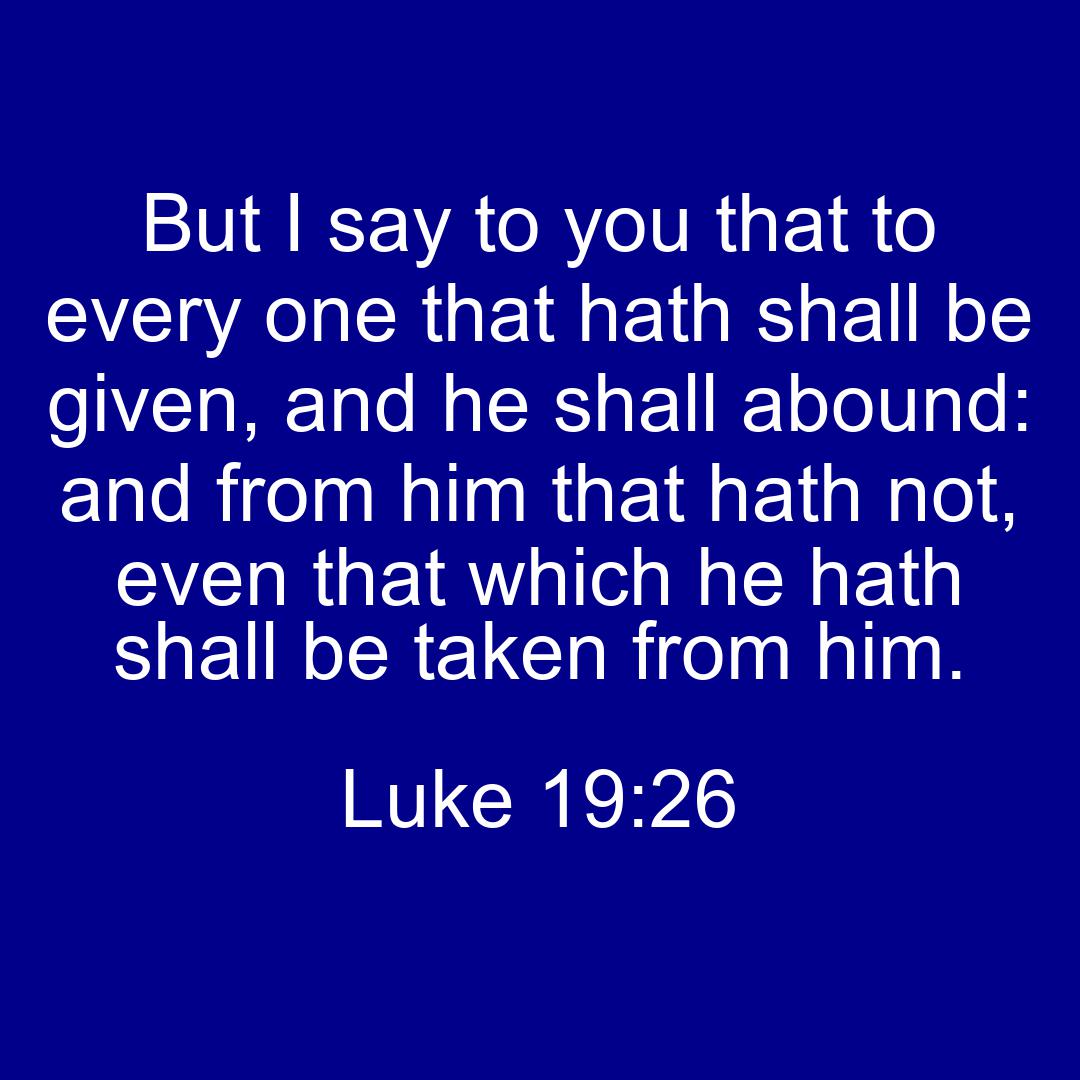 But I say to you that to
every one that hath shall be
given, and he shall abound:
and from him that hath not,
even that which he hath
shall be taken from him.
Luke 19:26